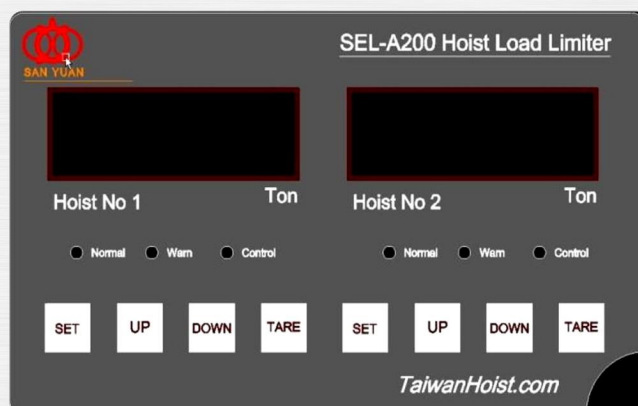 SEL-A200 Hoist Load Limiter
SAN YUAN
Hoist No 1 Ton Hoist No 2 Ton
Normal Warn Control Normal Warn Control
SET UP DOWN TARE SET UP DOWN TARE
TaiwanHoist.com